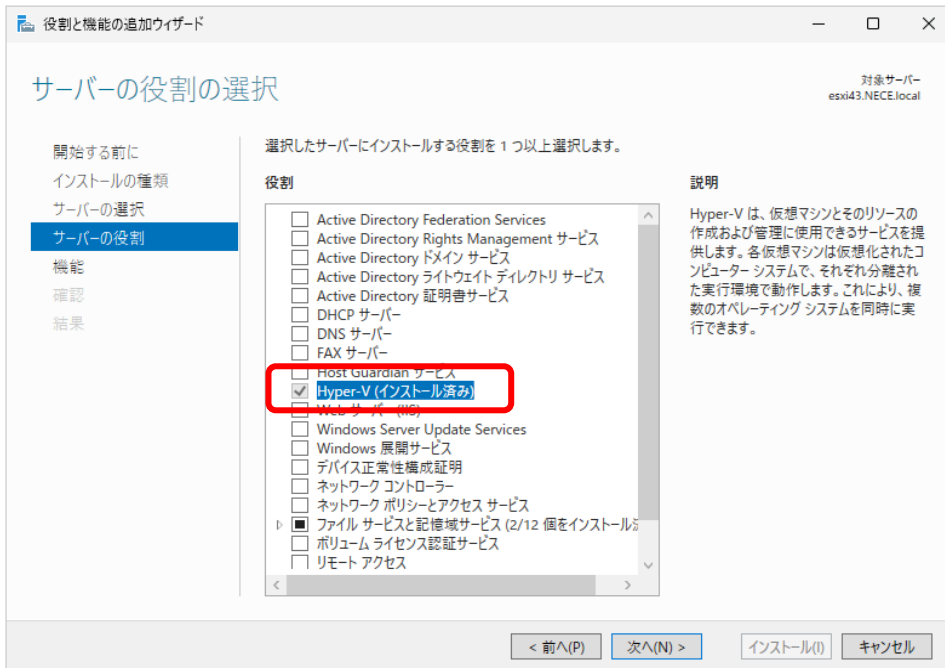 役割と機能の追加ウィザード
サーバーの役割の選択
対象サーバー
esxi43.NECE.local
開始する前に
インストールの種類
サーバーの選択
サーバーの役割
機能
確認
結果
選択したサーバーにインストールする役割を 1 つ以上選択します。
役割
Active Directory Federation Services
Active Directory Rights Management サービス
Active Directory ドメイン サービス
Active Directory ライトウェイト ディレクトリ サービス
Active Directory 証明書サービス
DHCP サーバー
DNS サーバー
FAX サーバー
Host Guardian サービス
Hyper-V (インストール済み)
Web サーバー (IIS)
Windows Server Update Services
Windows 展開サービス
デバイス正常性構成証明
ネットワーク コントローラー
ネットワーク ポリシーとアクセス サービス
ファイル サービスと記憶域サービス (2/12 個をインストール済
ボリューム ライセンス認証サービス
リモート アクセス
説明
Hyper-V は、仮想マシンとそのリソースの
作成および管理に使用できるサービスを提
供します。各仮想マシンは仮想化されたコ
ンピューター システムで、それぞれ分離され
た実行環境で動作します。これにより、複
数のオペレーティング システムを同時に実
行できます。
< 前へ(P)
次へ(N) >
インストール(I)
キャンセル